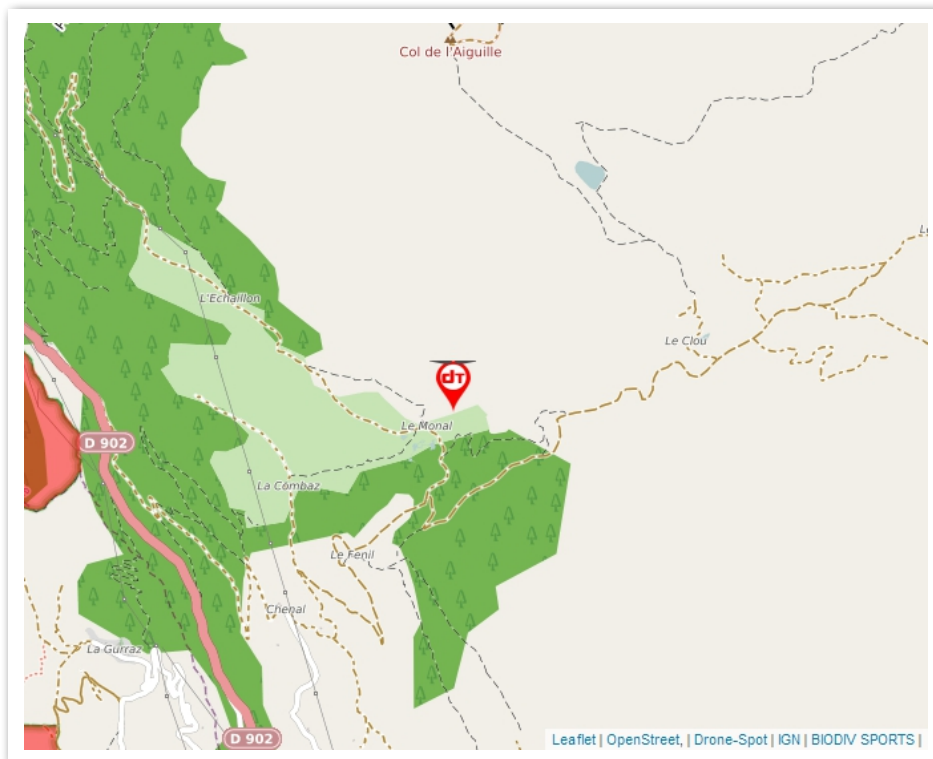 Col de l'Aiguille
L'Echaillon
Le Clou
dT
Le Monal
D 902
La Combaz
Le Fenil
Chenal
La Gurraz
D 902
Leaflet | OpenStreet, | Drone-Spot | IGN | BIODIV SPORTS |